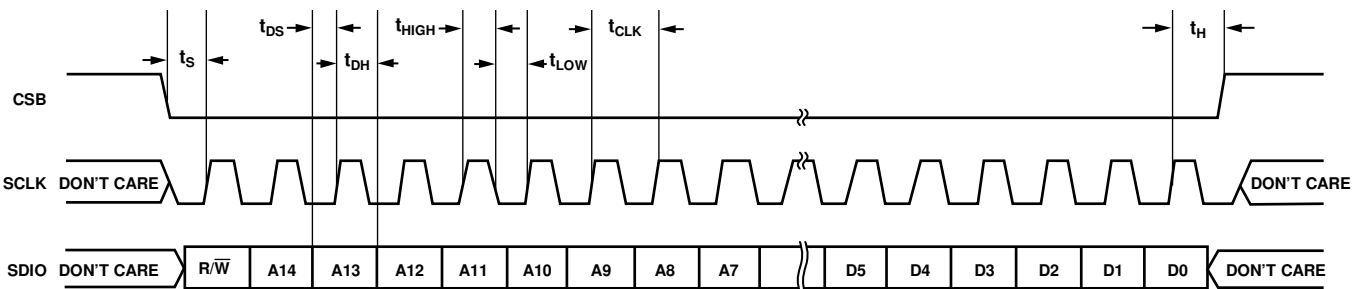 tDS tHIGH tCLK tH
tS tDH tLOW
CSB
SCLK DON'T CARE DON'T CARE
SDIO DON'T CARE R/W̅ A14 A13 A12 A11 A10 A9 A8 A7 D5 D4 D3 D2 D1 D0 DON'T CARE